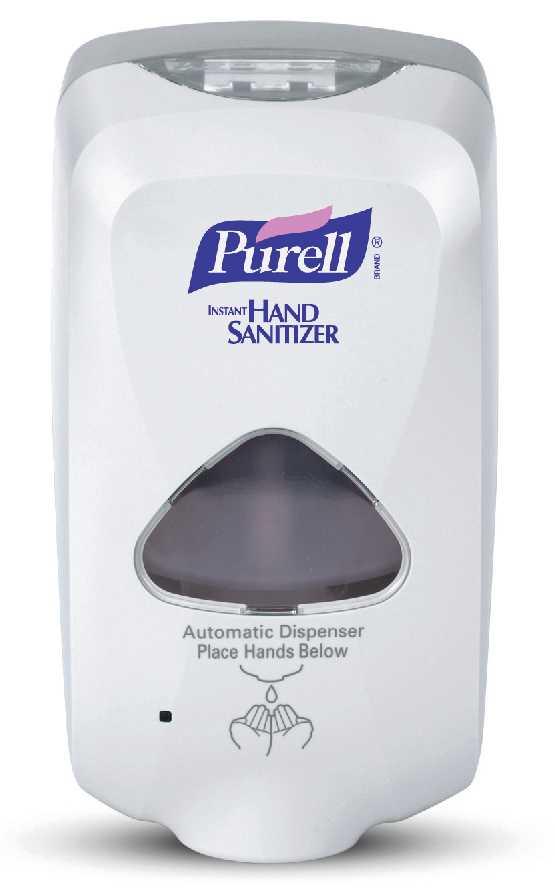 Purell®
BRAND
INSTANT HAND
SANITIZER
Automatic Dispenser
Place Hands Below